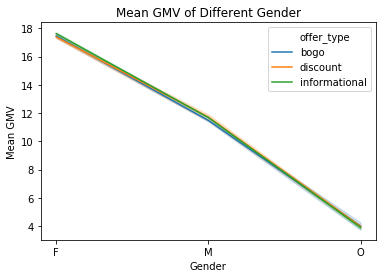 Mean GMV of Different Gender
offer_type
bogo
discount
informational
Mean GMV
18
16
14
12
10
8
6
4
F
M
O
Gender